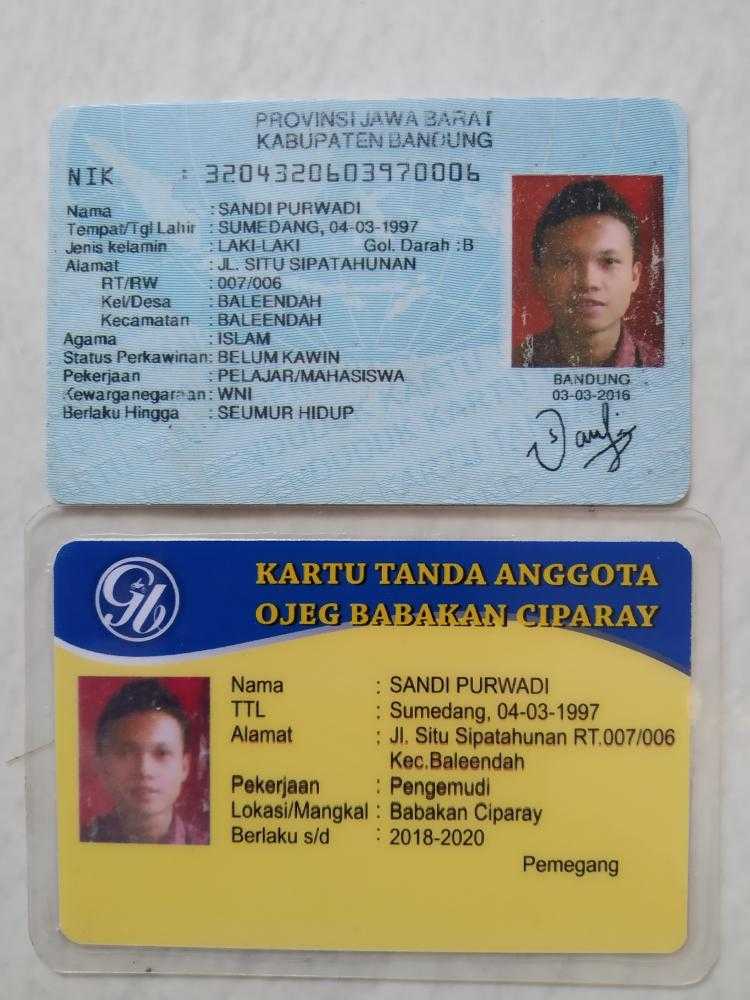 PROVINSI JAWA BARAT
KABUPATEN BANDUNG
NIK : 3204320603970006
Nama : SANDI PURWADI
Tempat/Tgl Lahir : SUMEDANG, 04-03-1997
Jenis kelamin : LAKI-LAKI Gol. Darah : B
Alamat : JL. SITU SIPATAHUNAN
RT/RW : 007/006
Kel/Desa : BALEENDAH
Kecamatan : BALEENDAH
Agama : ISLAM
Status Perkawinan: BELUM KAWIN
Pekerjaan : PELAJAR/MAHASISWA
Kewarganegaraan: WNI
Berlaku Hingga : SEUMUR HIDUP
BANDUNG
03-03-2016
KARTU TANDA ANGGOTA
OJEG BABAKAN CIPARAY
Nama : SANDI PURWADI
TTL : Sumedang, 04-03-1997
Alamat : Jl. Situ Sipatahunan RT.007/006
Kec.Baleendah
Pekerjaan : Pengemudi
Lokasi/Mangkal : Babakan Ciparay
Berlaku s/d : 2018-2020
Pemegang